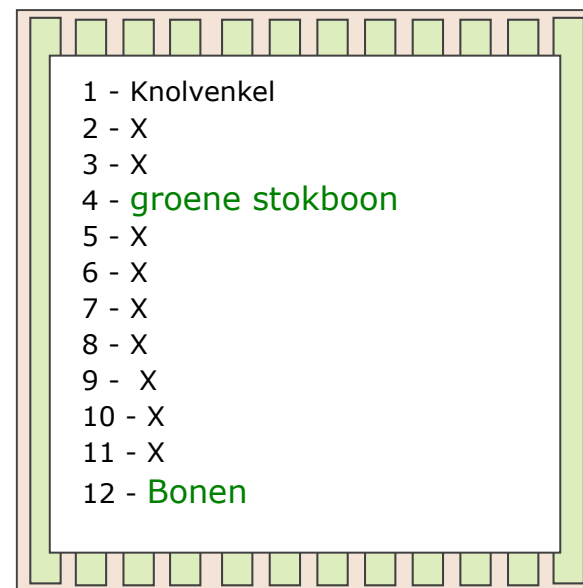 1 - Knolvenkel
2 - X
3 - X
4 - groene stokboon
5 - X
6 - X
7 - X
8 - X
9 -  X
10 - X
11 - X
12 - Bonen